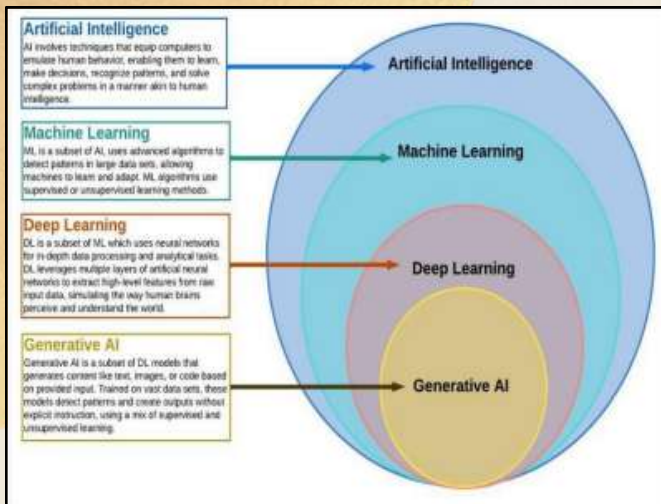 Artificial Intelligence
AI involves techniques that equip computers to
emulate human behavior, enabling them to learn,
make decisions, recognize patterns, and solve
complex problems in a manner akin to human
intelligence.
Machine Learning
ML is a subset of AI, uses advanced algorithms to
detect patterns in large data sets, allowing
machines to learn and adapt. ML algorithms use
supervised or unsupervised learning methods.
Deep Learning
DL is a subset of ML which uses neural networks
for in-depth data processing and analytical tasks.
DL leverages multiple layers of artificial neural
networks to extract high-level features from raw
input data, simulating the way human brains
perceive and understand the world.
Generative AI
Generative AI is a subset of DL models that
generates content like text, images, or code based
on provided input. Trained on vast data sets, these
models detect patterns and create outputs without
explicit instruction, using a mix of supervised and
unsupervised learning.
Artificial Intelligence
Machine Learning
Deep Learning
Generative AI